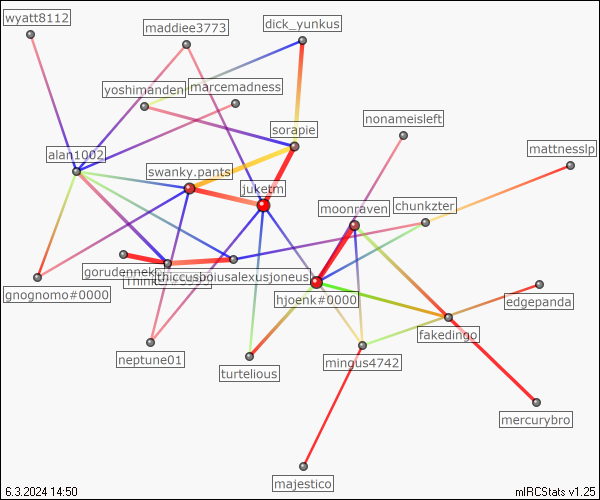 wyatt8112
maddiee3773
dick_yunkus
yoshimanden
marcemadness
sorapie
nonameisleft
alan1002
mattnesslp
swanky.pants
juketm
moonraven
chunkzter
gorudennek
thiccusboiusalexusjoneus
gnognomo#0000
hjoenk#0000
edgepanda
neptune01
turtelious
mingus4742
fakedingo
mercurybro
majestico
6.3.2024 14:50
mIRCStats v1.25